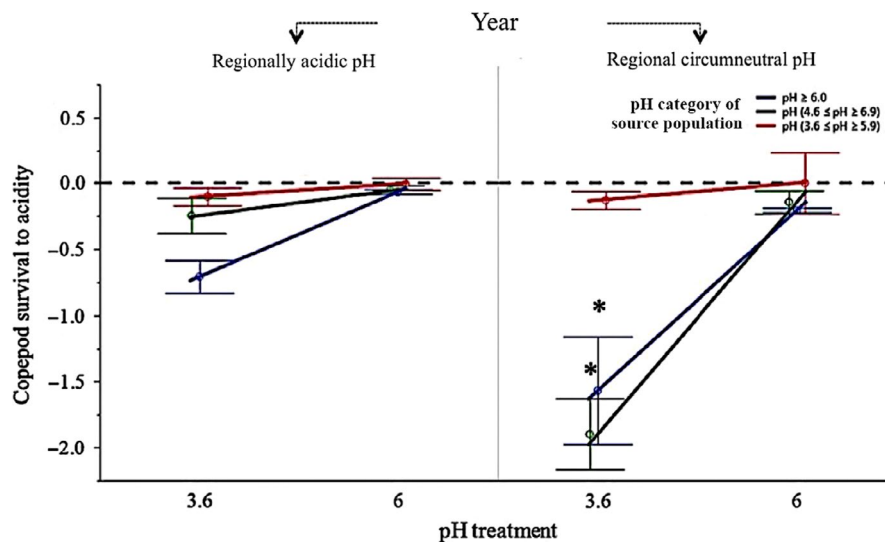 Year
Regionally acidic pH
Regional circumneutral pH
pH category of
source population
pH ≥ 6.0
pH (4.6 ≤ pH ≥ 6.9)
pH (3.6 ≤ pH ≥ 5.9)
Copepod survival to acidity
0.5
0.0
−0.5
−1.0
−1.5
−2.0
*
*
3.6
6
3.6
6
pH treatment